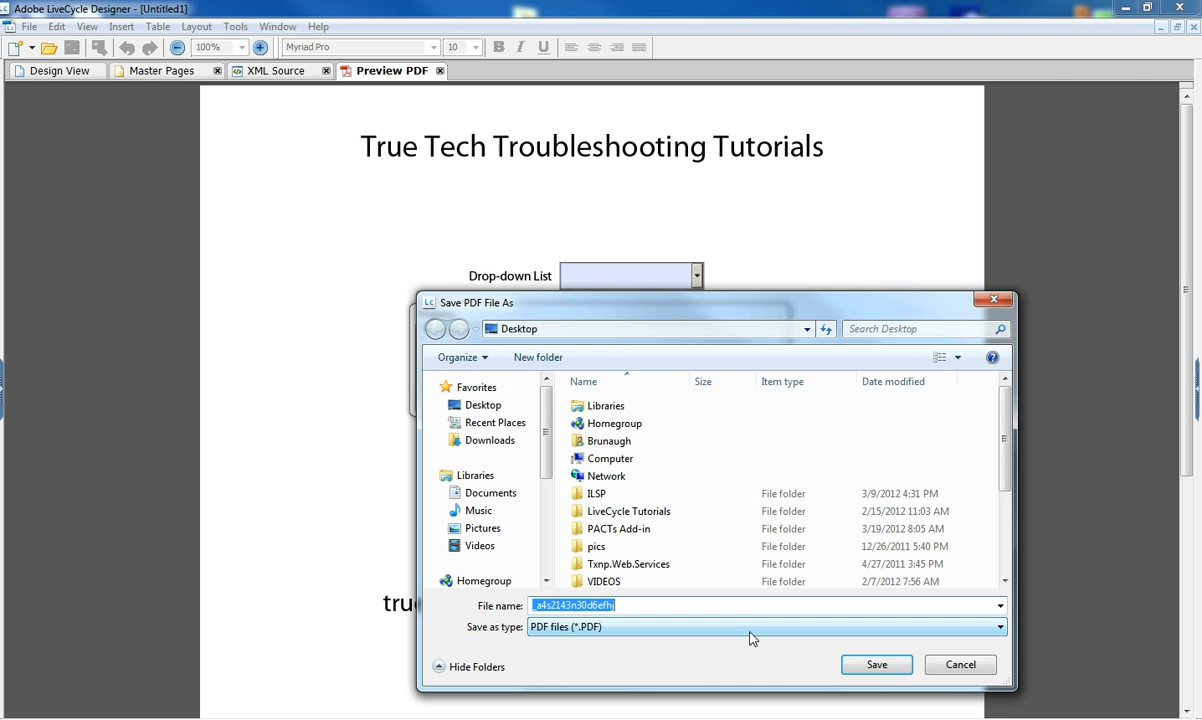 Adobe LiveCycle Designer - [Untitled1]
File Edit View Insert Table Layout Tools Window Help
100% Myriad Pro 10 B I U
Design View Master Pages XML Source Preview PDF
True Tech Troubleshooting Tutorials
Drop-down List
Lc Save PDF File As
Desktop Search Desktop
Organize New folder
Favorites
Desktop
Recent Places
Downloads
Libraries
Documents
Music
Pictures
Videos
Homegroup
Name Size Item type Date modified
Libraries
Homegroup
Brunaugh
Computer
Network
ILSP File folder 3/9/2012 4:31 PM
LiveCycle Tutorials File folder 2/15/2012 11:03 AM
PACTs Add-in File folder 3/19/2012 8:05 AM
pics File folder 12/26/2011 5:40 PM
Txnp.Web.Services File folder 4/27/2011 3:45 PM
VIDEOS File folder 2/7/2012 7:56 AM
File name: _a4s2143n30d6efhj
Save as type: PDF files (*.PDF)
Hide Folders Save Cancel